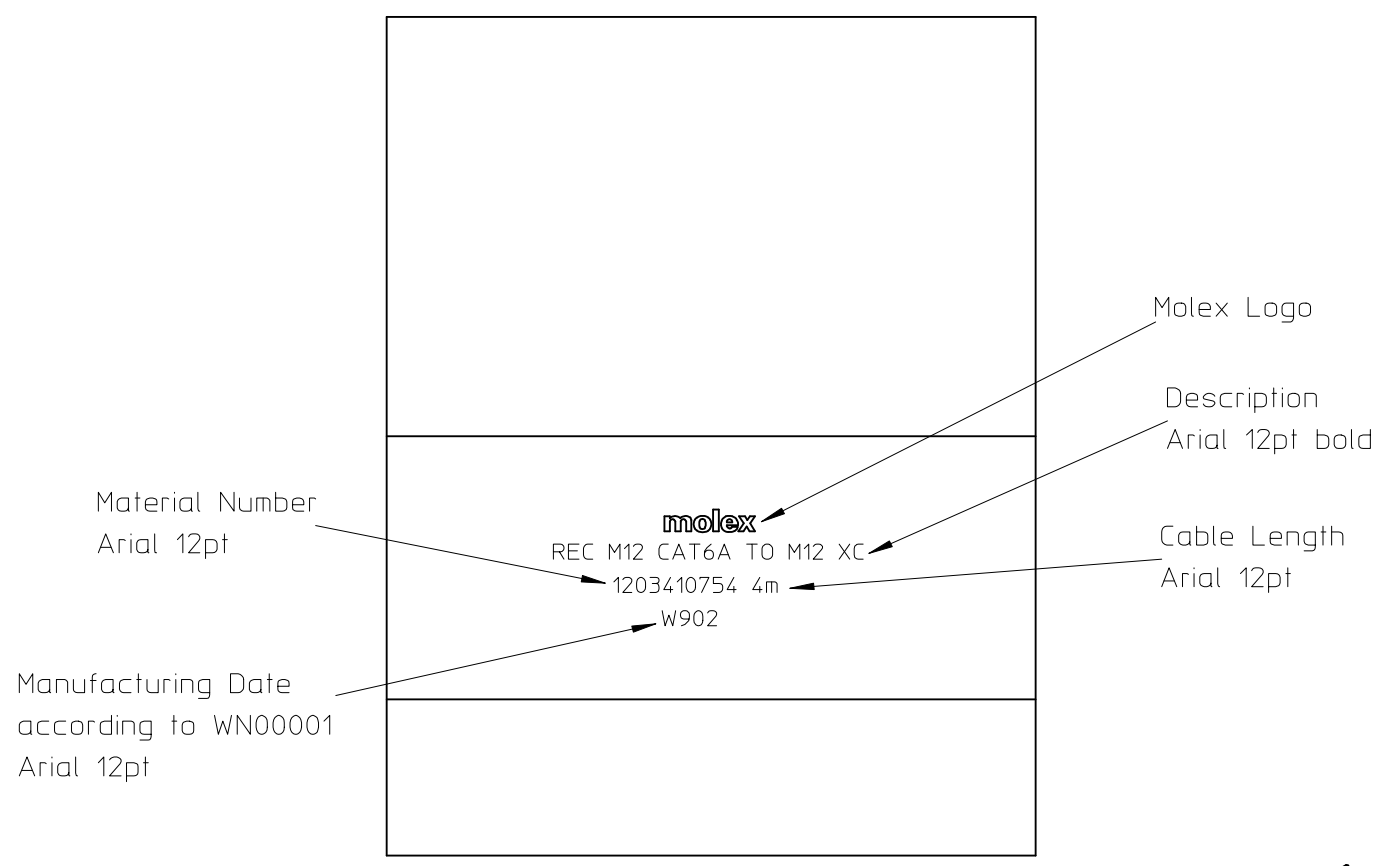 Molex Logo
Description
Arial 12pt bold
Material Number
Arial 12pt
molex
REC M12 CAT6A TO M12 XC
1203410754 4m
W902
Cable Length
Arial 12pt
Manufacturing Date
according to WN00001
Arial 12pt